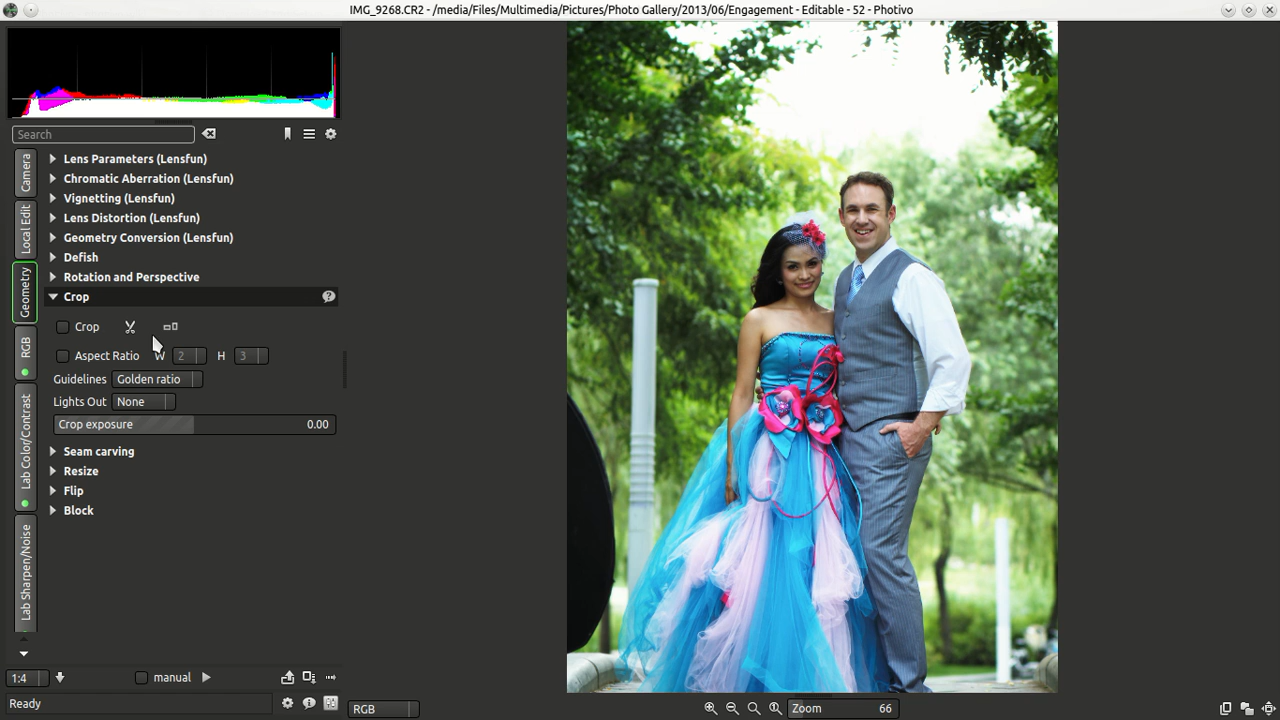 IMG_9268.CR2 - /media/Files/Multimedia/Pictures/Photo Gallery/2013/06/Engagement - Editable - 52 - Photivo
Search
Camera
Local Edit
Geometry
RGB
Lab Color/Contrast
Lab Sharpen/Noise
Lens Parameters (Lensfun)
Chromatic Aberration (Lensfun)
Vignetting (Lensfun)
Lens Distortion (Lensfun)
Geometry Conversion (Lensfun)
Defish
Rotation and Perspective
Crop
Crop
Aspect Ratio W 2 H 3
Guidelines Golden ratio
Lights Out None
Crop exposure 0.00
Seam carving
Resize
Flip
Block
1:4 manual
Ready
RGB
Zoom 66